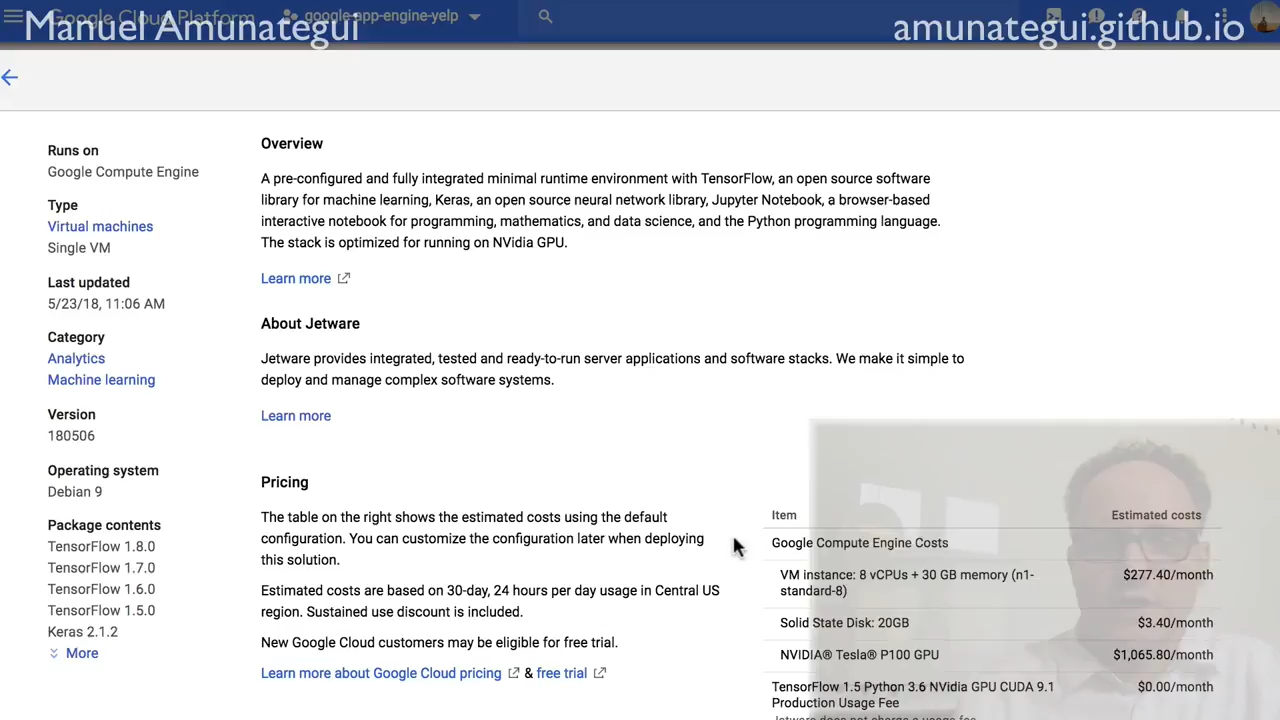 Google Cloud Platform
google-app-engine-yelp
Manuel Amunategui
amunategui.github.io
Runs on
Google Compute Engine
Type
Virtual machines
Single VM
Last updated
5/23/18, 11:06 AM
Category
Analytics
Machine learning
Version
180506
Operating system
Debian 9
Package contents
TensorFlow 1.8.0
TensorFlow 1.7.0
TensorFlow 1.6.0
TensorFlow 1.5.0
Keras 2.1.2
More
Overview
A pre-configured and fully integrated minimal runtime environment with TensorFlow, an open source software
library for machine learning, Keras, an open source neural network library, Jupyter Notebook, a browser-based
interactive notebook for programming, mathematics, and data science, and the Python programming language.
The stack is optimized for running on NVidia GPU.
Learn more
About Jetware
Jetware provides integrated, tested and ready-to-run server applications and software stacks. We make it simple to
deploy and manage complex software systems.
Learn more
Pricing
The table on the right shows the estimated costs using the default
configuration. You can customize the configuration later when deploying
this solution.
Estimated costs are based on 30-day, 24 hours per day usage in Central US
region. Sustained use discount is included.
New Google Cloud customers may be eligible for free trial.
Learn more about Google Cloud pricing & free trial
Item Estimated costs
Google Compute Engine Costs
VM instance: 8 vCPUs + 30 GB memory (n1- $277.40/month
standard-8)
Solid State Disk: 20GB $3.40/month
NVIDIA® Tesla® P100 GPU $1,065.80/month
TensorFlow 1.5 Python 3.6 NVidia GPU CUDA 9.1 $0.00/month
Production Usage Fee
Jetware does not charge a usage fee